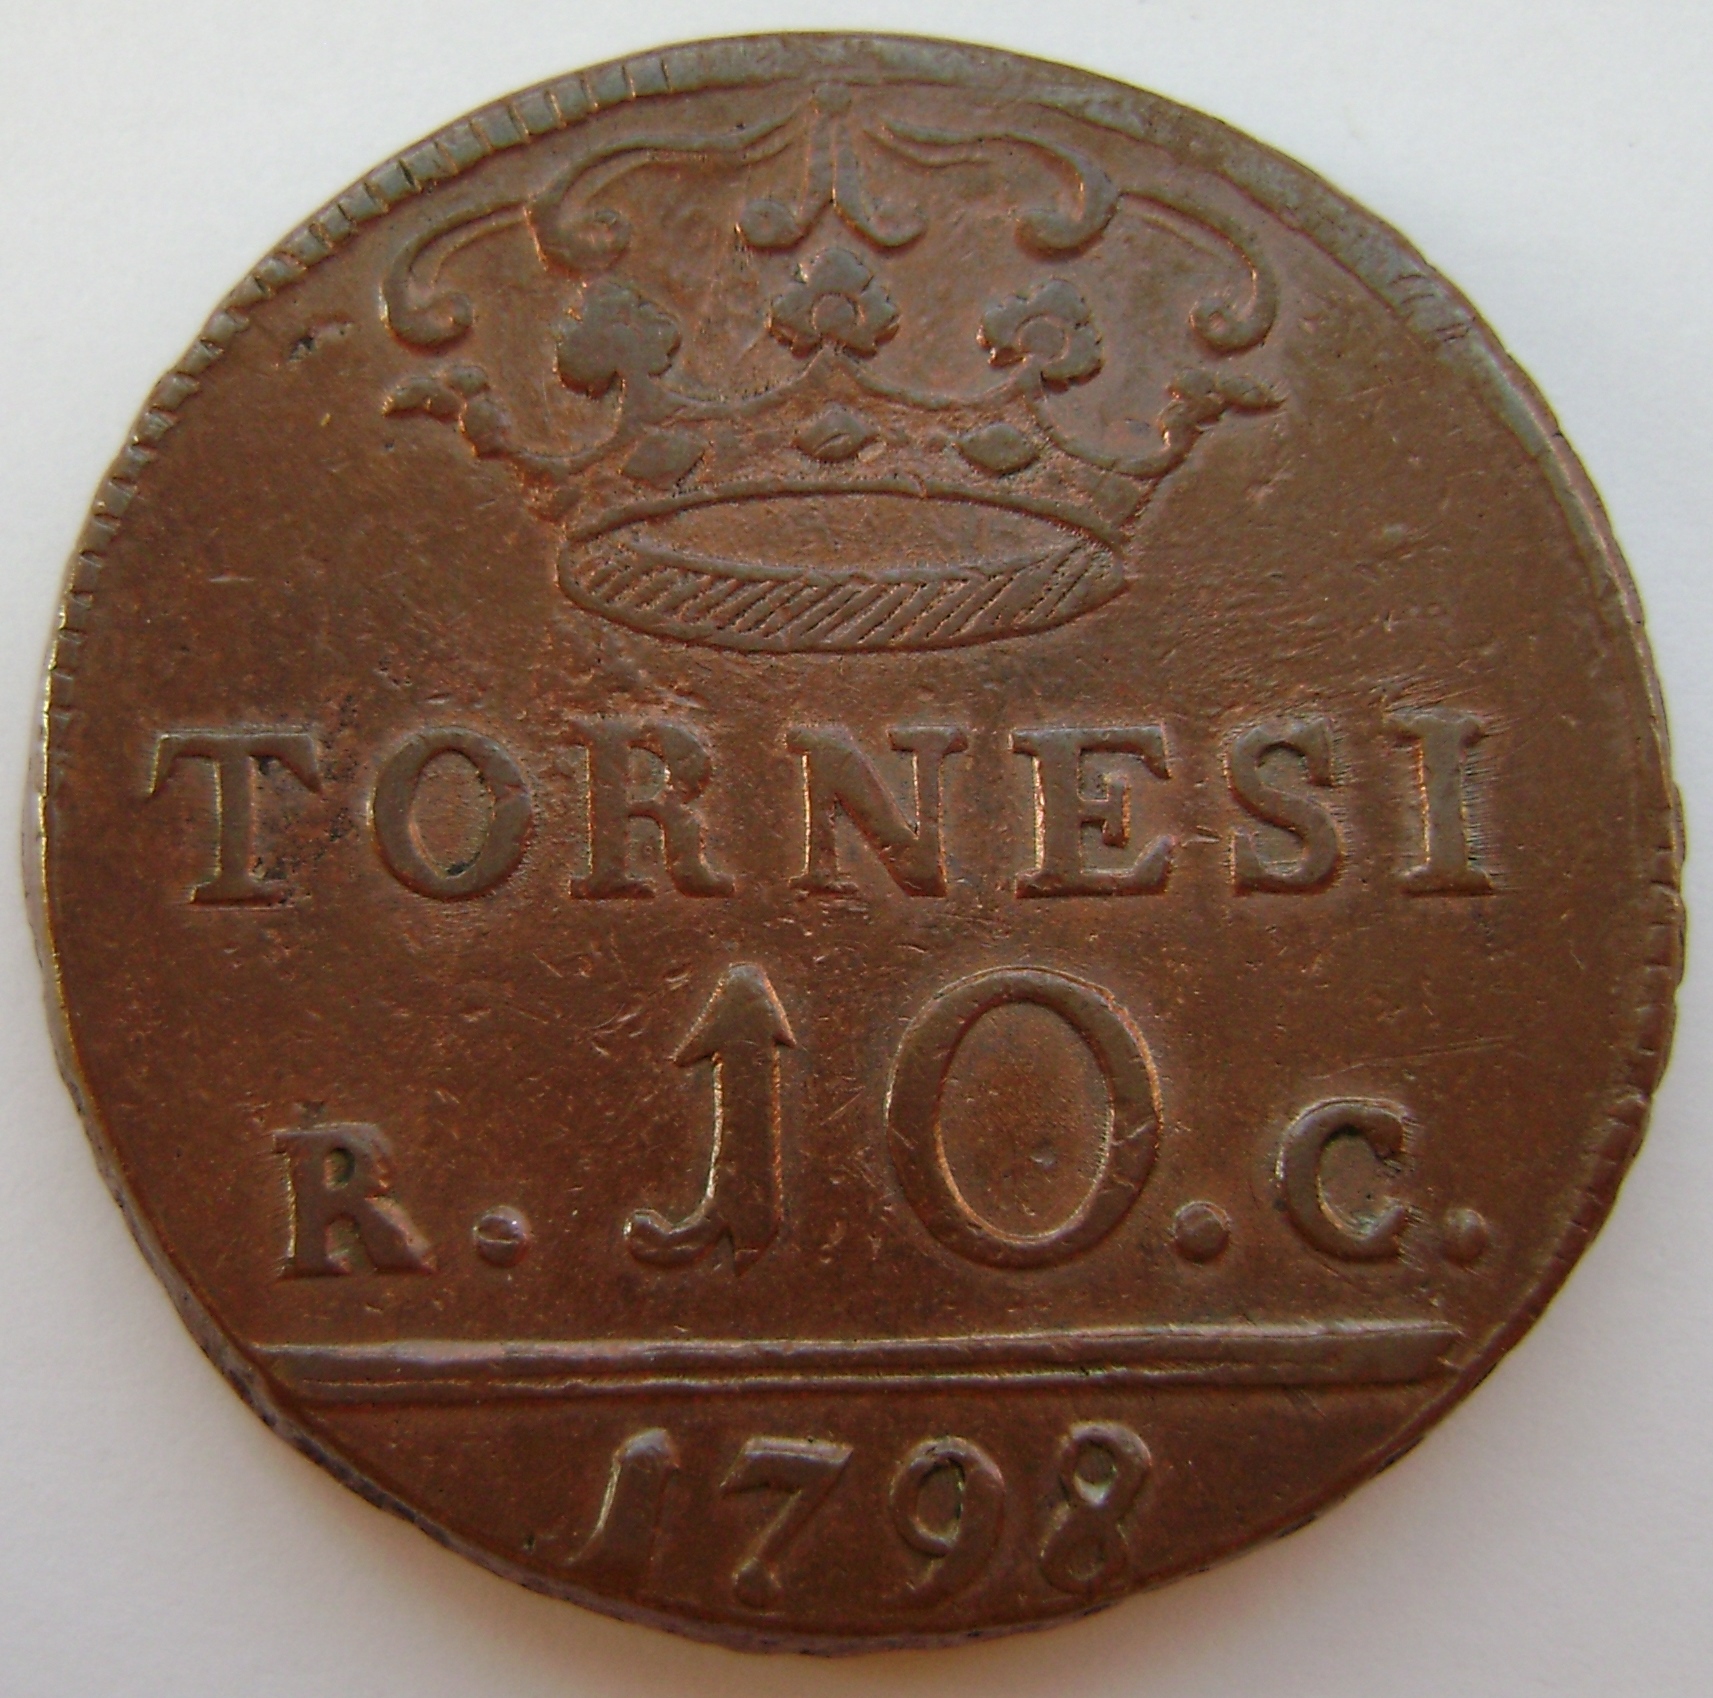 TORNESI
R. 10. C.
1798